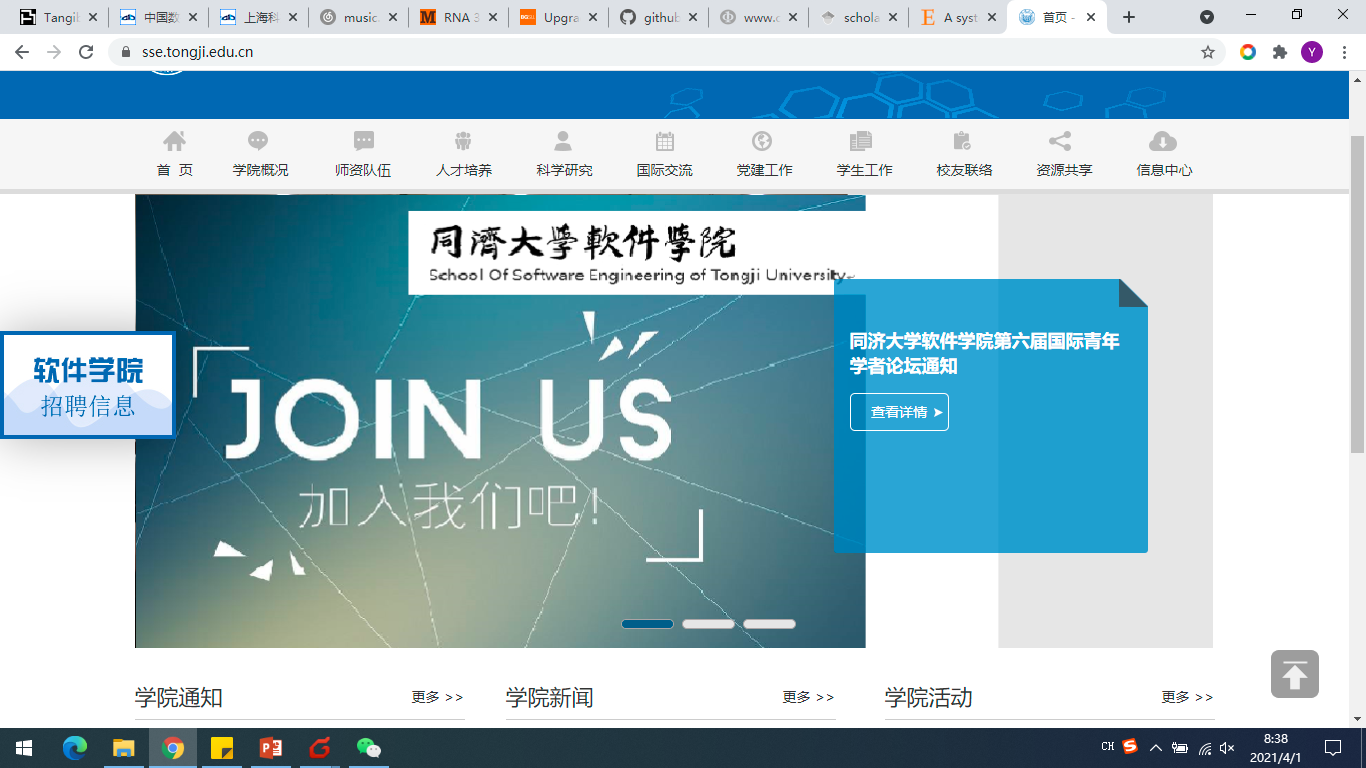 Tangil
中国数
上海科
music.
RNA 3
Upgra
github
www.c
schola
A syst
首页 -
sse.tongji.edu.cn
Y
首 页
学院概况
师资队伍
人才培养
科学研究
国际交流
党建工作
学生工作
校友联络
资源共享
信息中心
同濟大學軟件學院
School Of Software Engineering of Tongji University
同济大学软件学院第六届国际青年
学者论坛通知
查看详情
软件学院
招聘信息
JOIN US
加入我们吧!
学院通知
更多 >>
学院新闻
更多 >>
学院活动
更多 >>
CH
8:38
2021/4/1